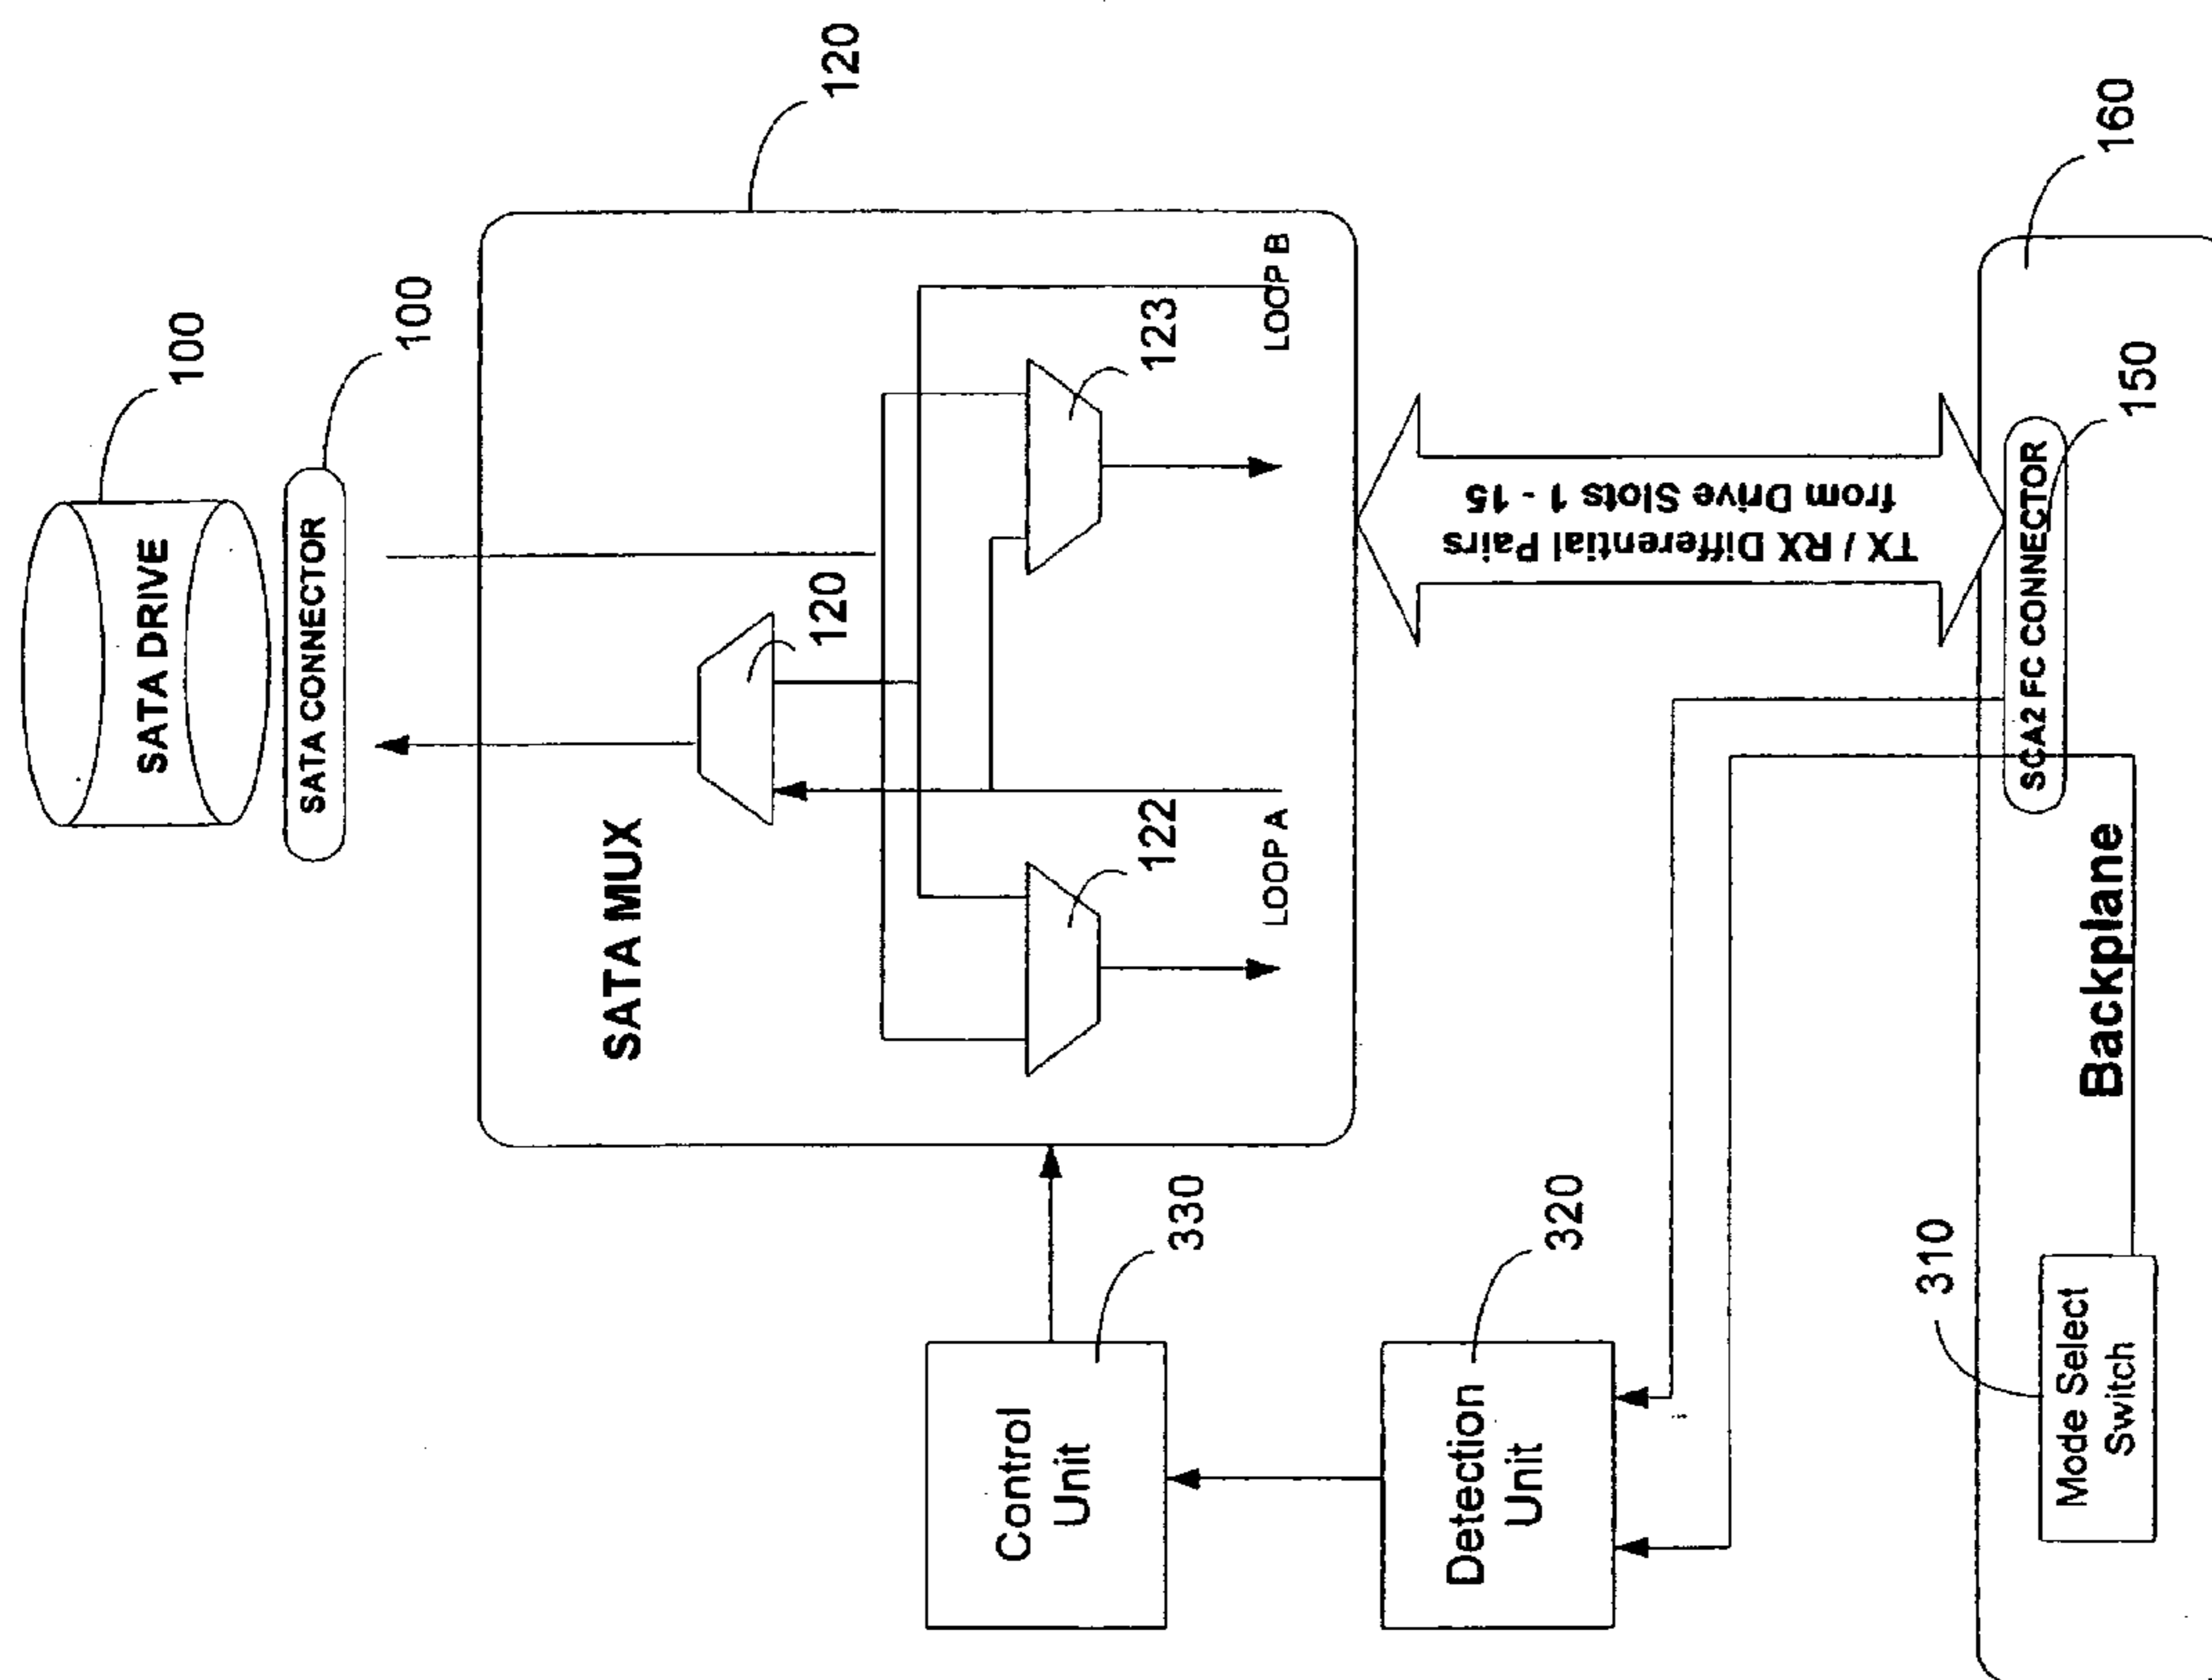 100
SATA DRIVE
100
SATA CONNECTOR
120
SATA MUX
120
122
123
LOOP A
LOOP B
330
Control
Unit
320
Detection
Unit
TX / RX Differential Pairs
from Drive Slots 1 - 15
160
SCA2 FC CONNECTOR
150
Backplane
310
Mode Select
Switch